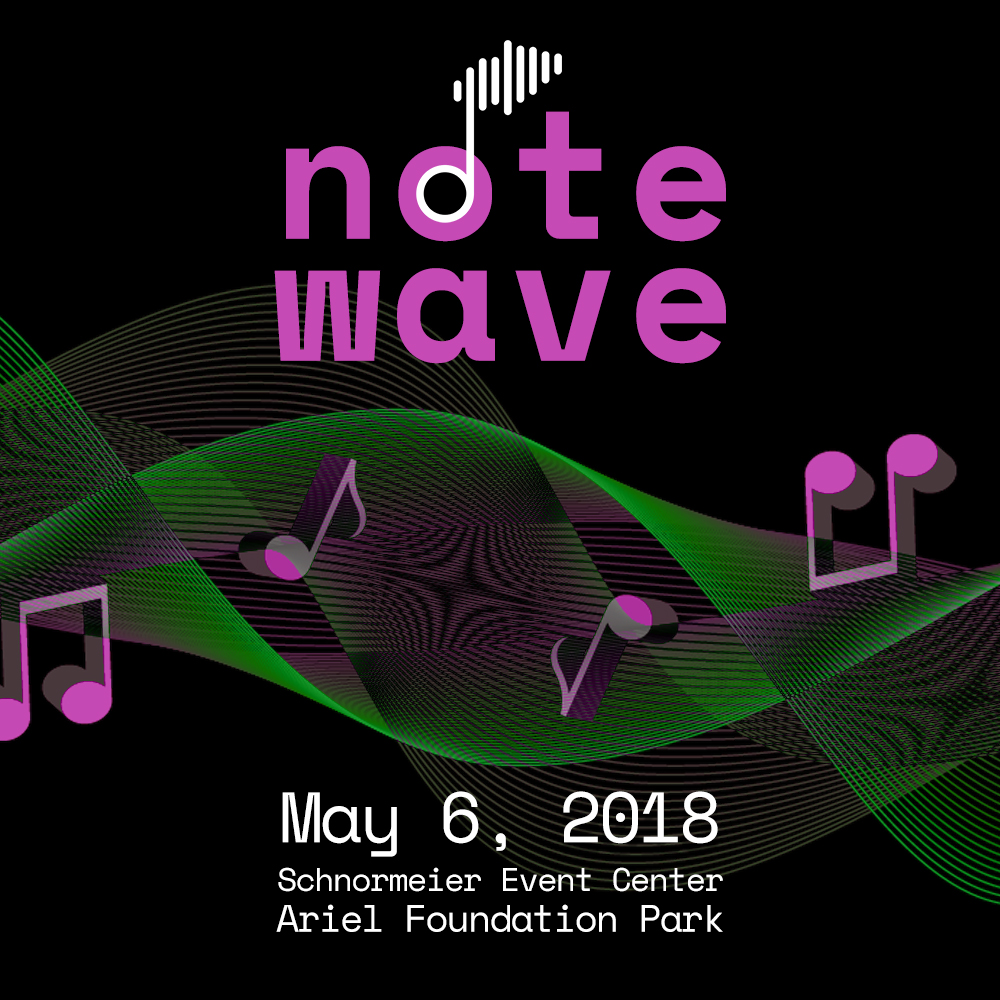 note
wave
May 6, 2018
Schnormeier Event Center
Ariel Foundation Park